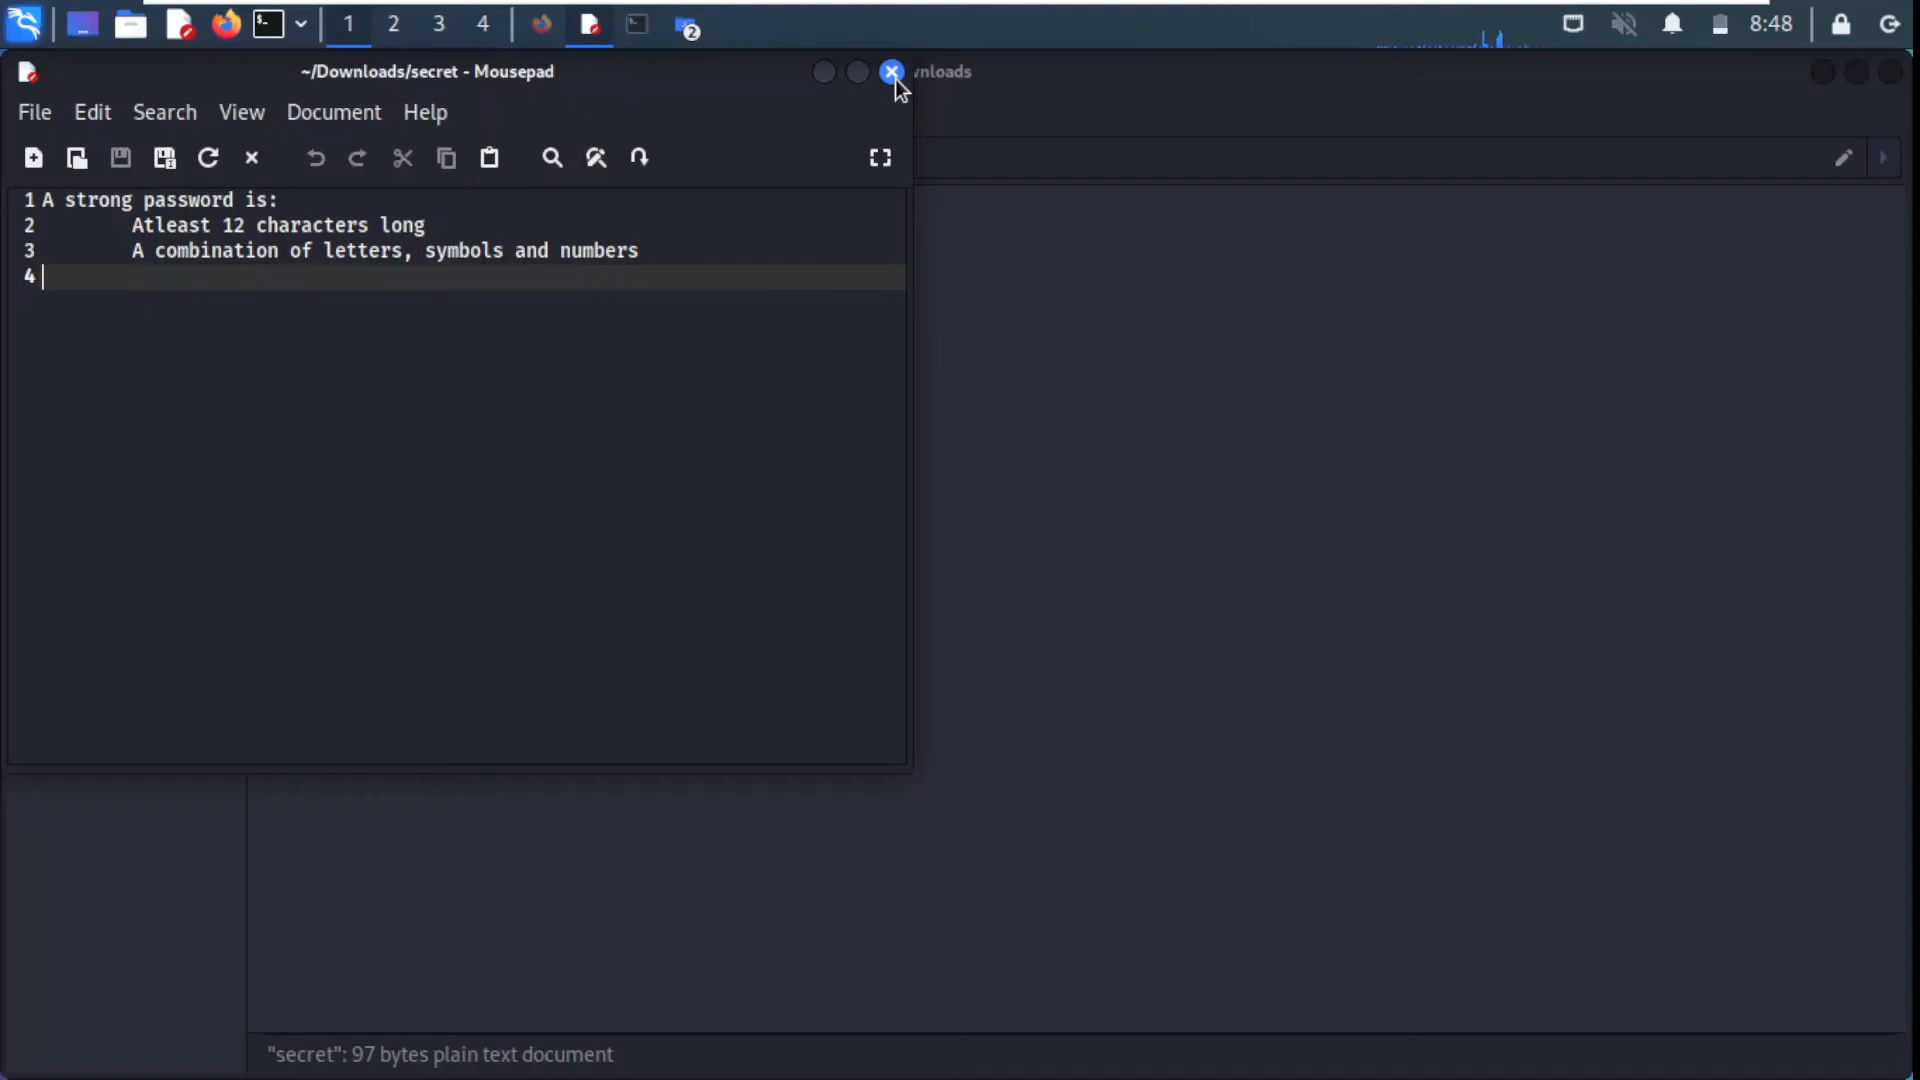 1 2 3 4
2
8:48
~/Downloads/secret - Mousepad
wnloads
File Edit Search View Document Help
1 A strong password is:
2 Atleast 12 characters long
3 A combination of letters, symbols and numbers
4
"secret": 97 bytes plain text document